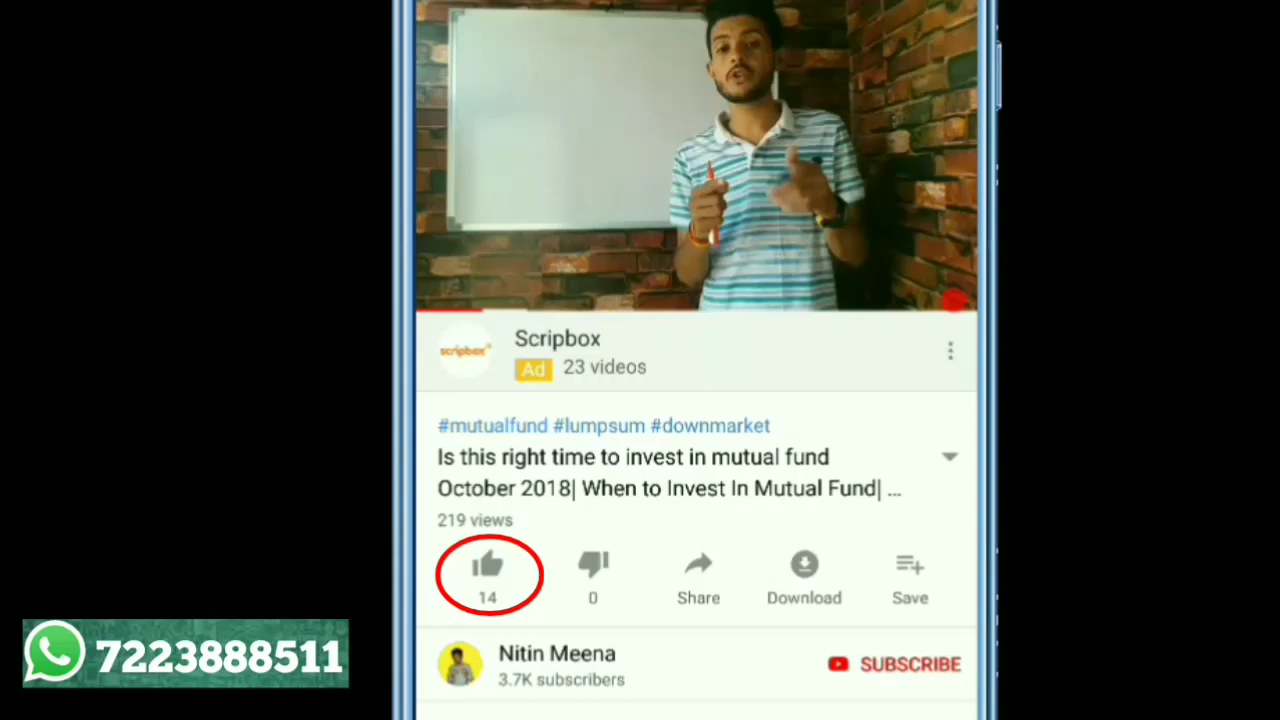 scripbox
Scripbox
Ad 23 videos
#mutualfund #lumpsum #downmarket
Is this right time to invest in mutual fund
October 2018| When to Invest In Mutual Fund| ...
219 views
14
0
Share
Download
Save
Nitin Meena
3.7K subscribers
SUBSCRIBE
7223888511